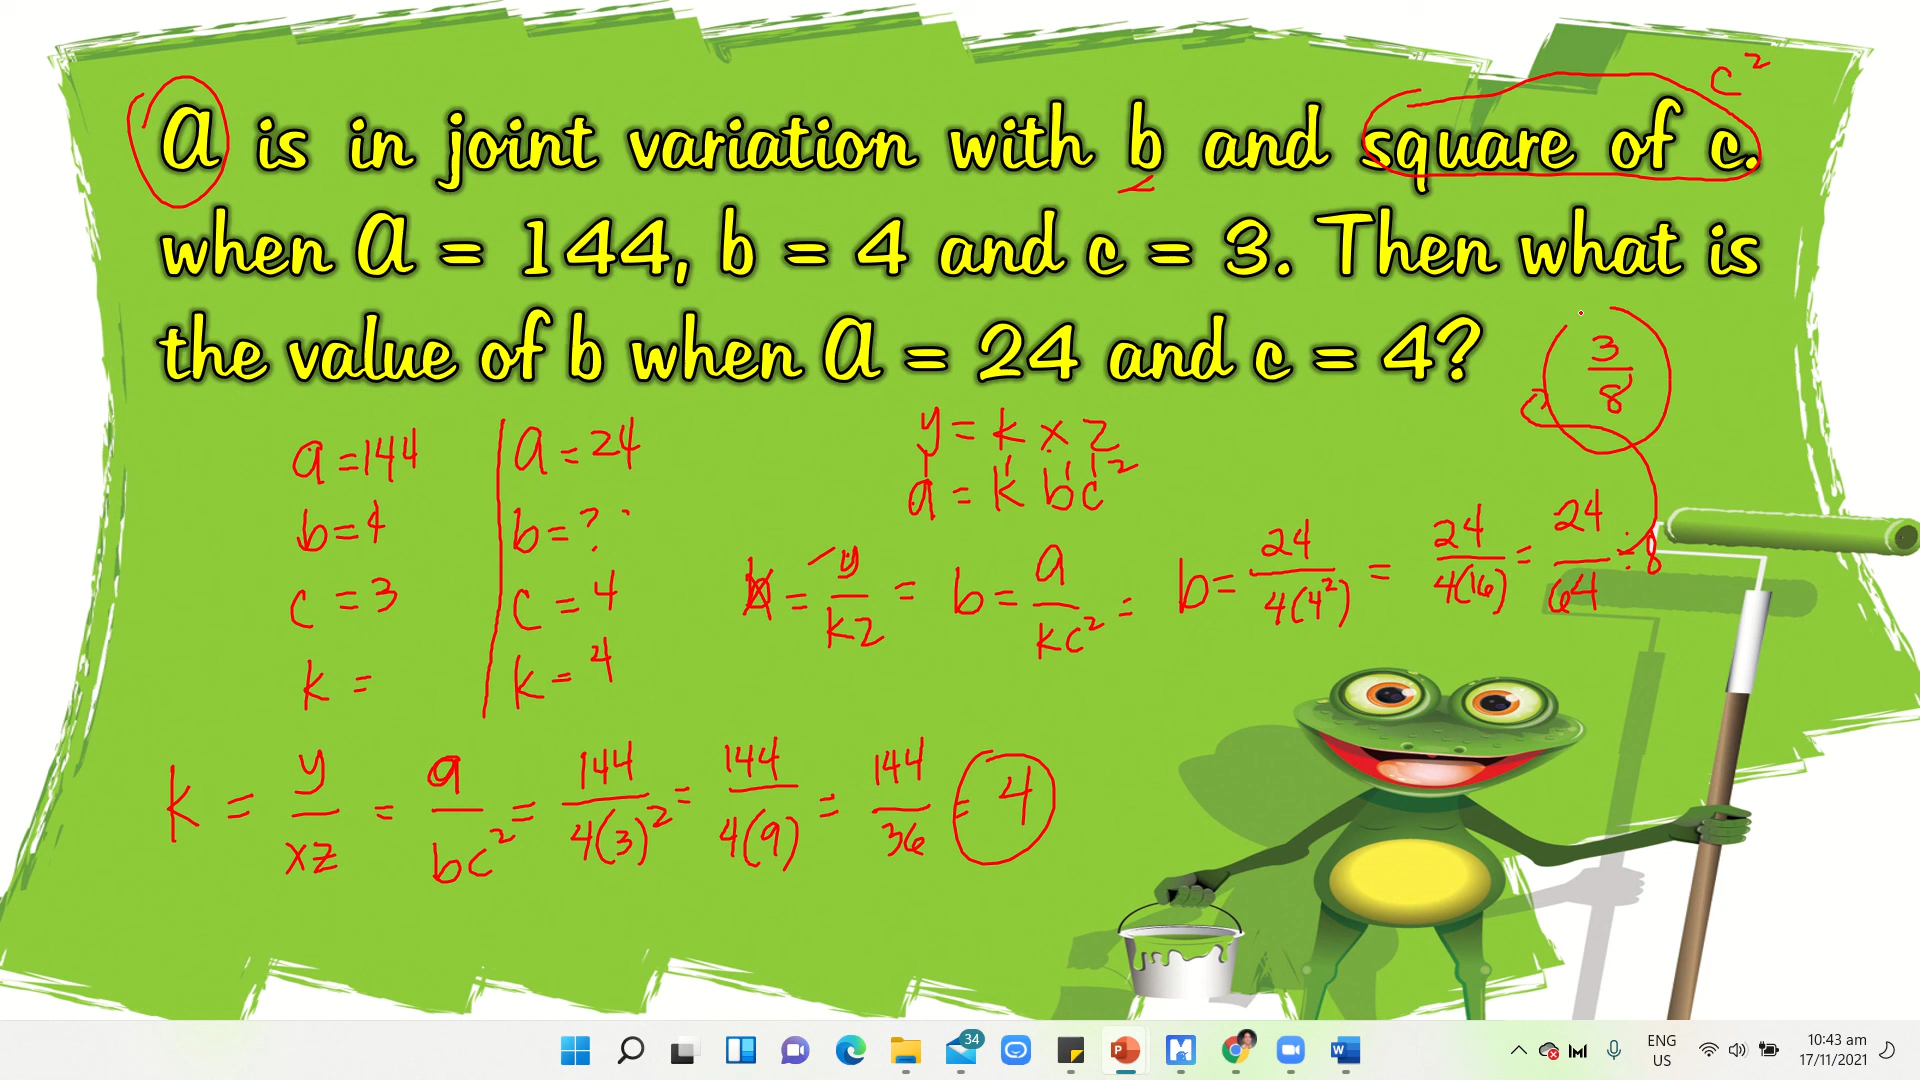 c²
A is in joint variation with b and square of c.
when A = 144, b = 4 and c = 3. Then what is
the value of b when A = 24 and c = 4?
3/8
a = 144
b = 4
c = 3
k =
a = 24
b = ?
c = 4
k = 4
y = k x z
a = k b c²
= y/kz = b = a/kc² = b = 24/4(4²) = 24/4(16) = 24/64 ÷ 8
k = y/xz = a/bc² = 144/4(3)² = 144/4(9) = 144/36 = 4
34
ENG
US
10:43 am
17/11/2021